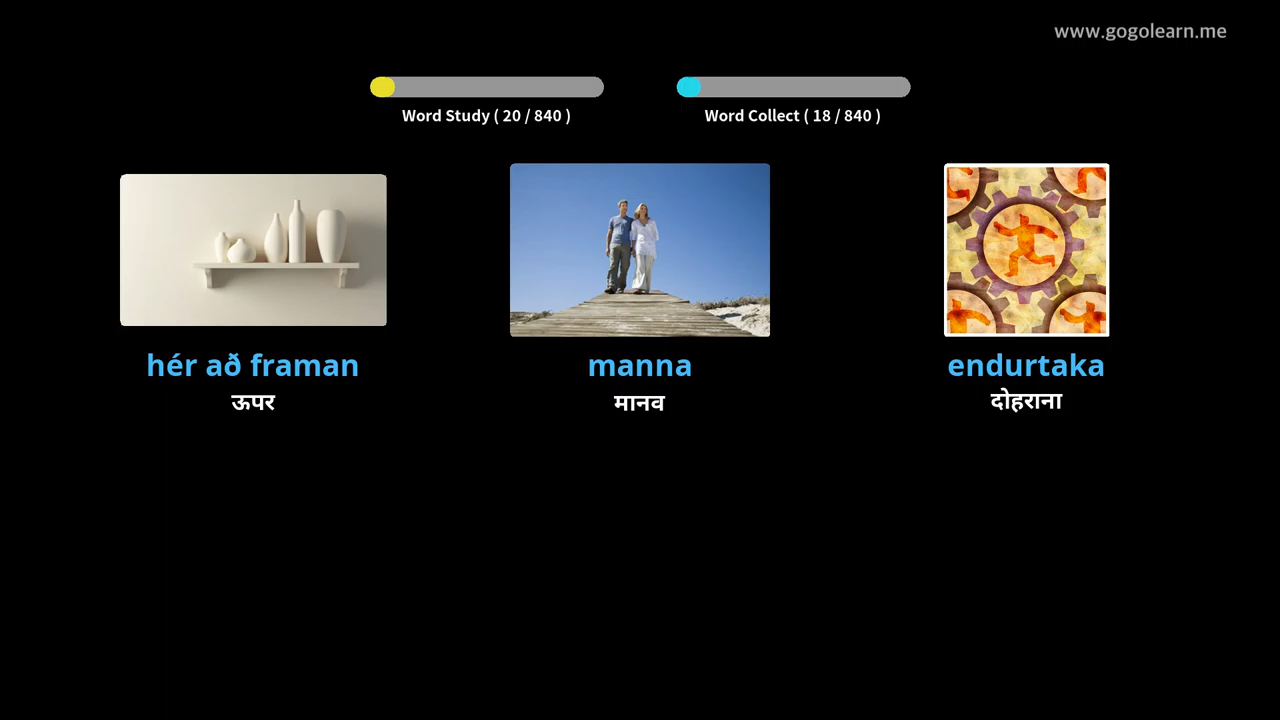 www.gogolearn.me
Word Study ( 20 / 840 )
Word Collect ( 18 / 840 )
hér að framan
ऊपर
manna
मानव
endurtaka
दोहराना